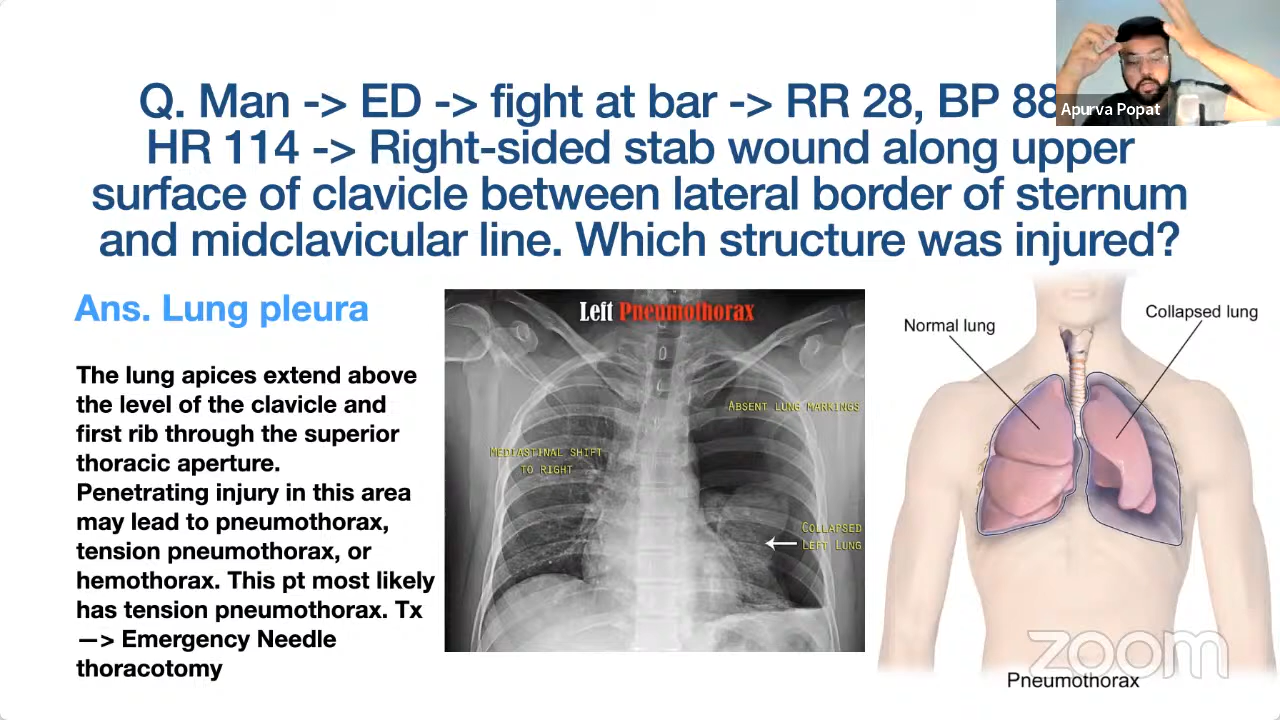 Q. Man -> ED -> fight at bar -> RR 28, BP 88
Apurva Popat
HR 114 -> Right-sided stab wound along upper
surface of clavicle between lateral border of sternum
and midclavicular line. Which structure was injured?
Ans. Lung pleura
The lung apices extend above
the level of the clavicle and
first rib through the superior
thoracic aperture.
Penetrating injury in this area
may lead to pneumothorax,
tension pneumothorax, or
hemothorax. This pt most likely
has tension pneumothorax. Tx
—> Emergency Needle
thoracotomy
Left Pneumothorax
ABSENT LUNG MARKINGS
MEDIASTINAL SHIFT
TO RIGHT
COLLAPSED
LEFT LUNG
Normal lung
Collapsed lung
Pneumothorax
zoom